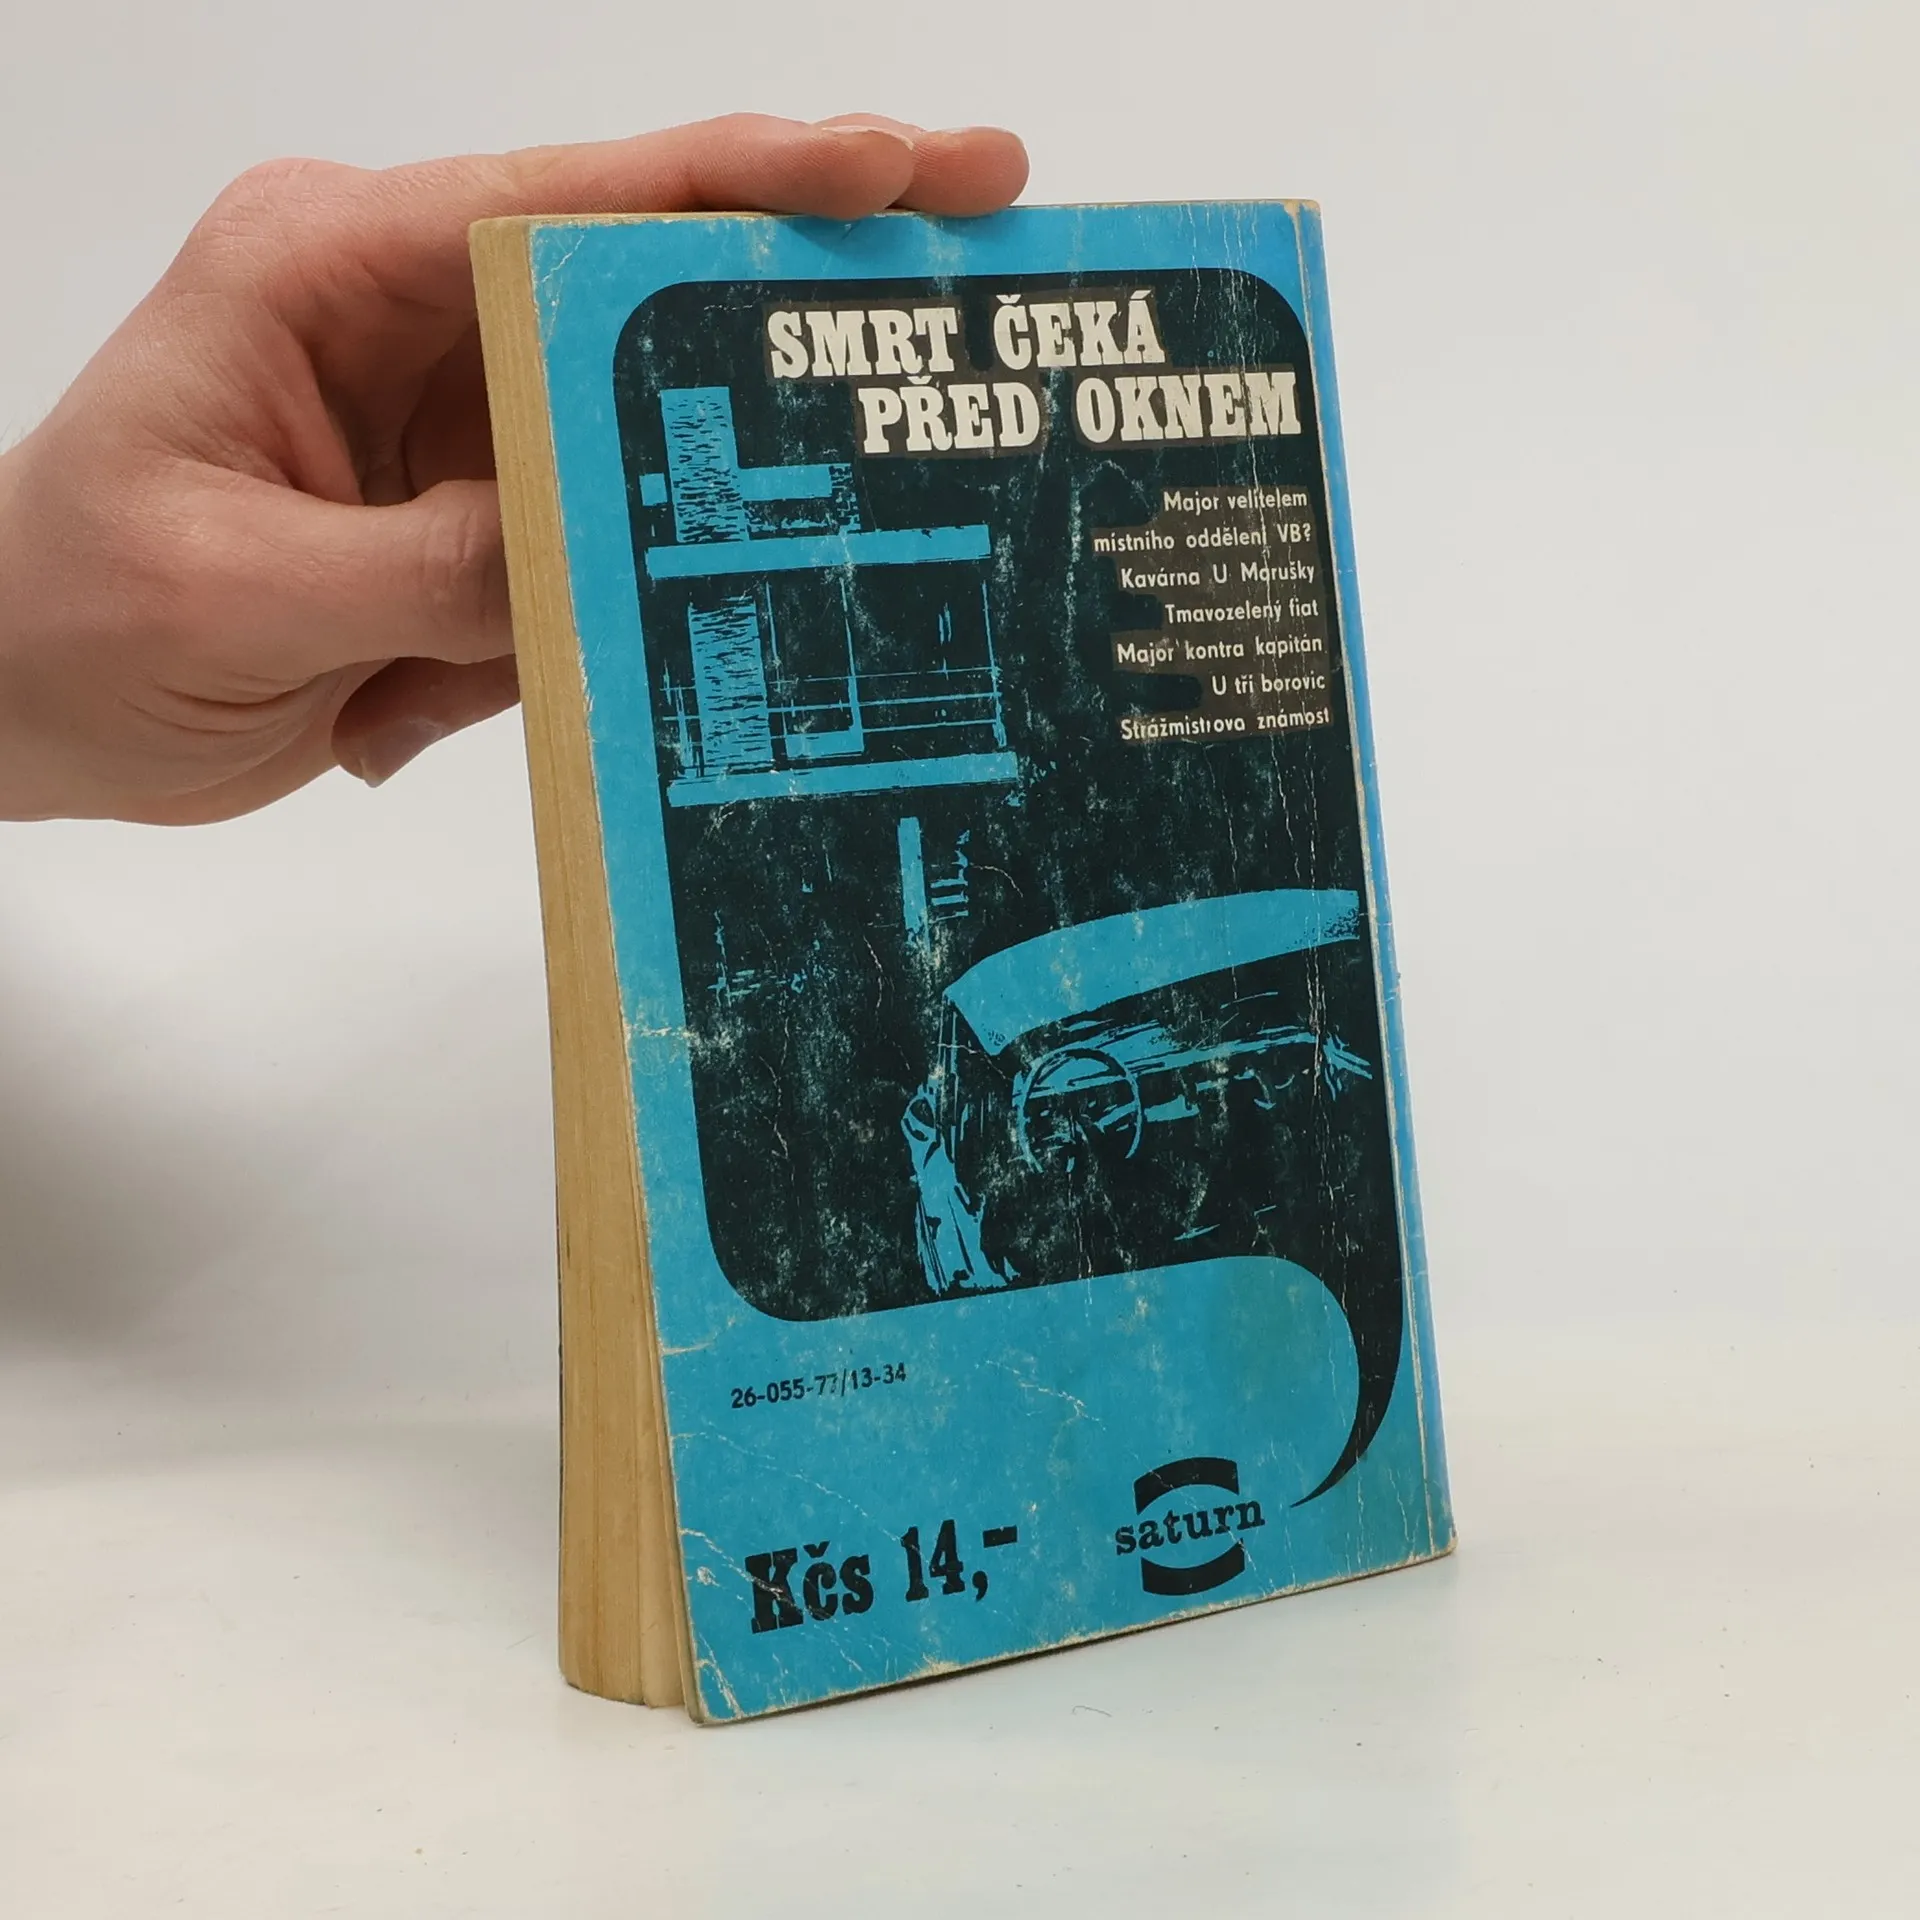 SMRT ČEKÁ
PŘED OKNEM
Major velitelem
místního oddělení VB?
Kavárna U Marušky
Tmavozelený fiat
Major kontra kapitán
U tří borovic
Strážmistrova známost
26-055-77/13-34
Kčs 14,-
saturn